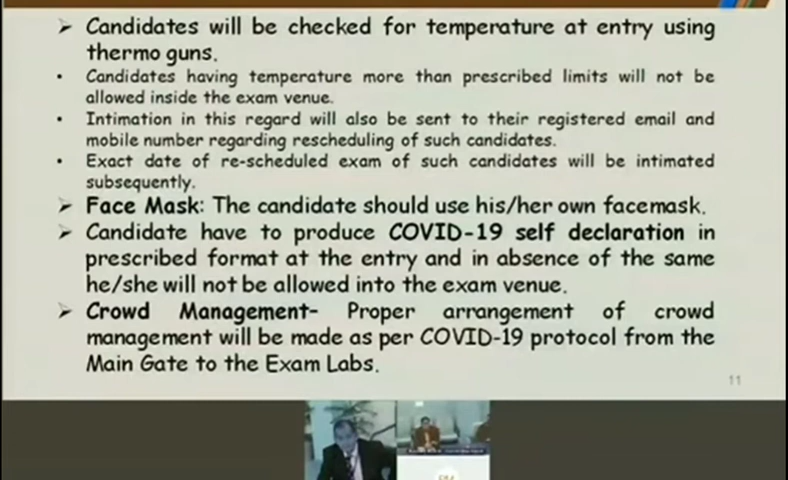 ➢ Candidates will be checked for temperature at entry using
thermo guns.
• Candidates having temperature more than prescribed limits will not be
allowed inside the exam venue.
• Intimation in this regard will also be sent to their registered email and
mobile number regarding rescheduling of such candidates.
• Exact date of re-scheduled exam of such candidates will be intimated
subsequently.
➢ Face Mask: The candidate should use his/her own facemask.
➢ Candidate have to produce COVID-19 self declaration in
prescribed format at the entry and in absence of the same
he/she will not be allowed into the exam venue.
➢ Crowd Management- Proper arrangement of crowd
management will be made as per COVID-19 protocol from the
Main Gate to the Exam Labs.
11